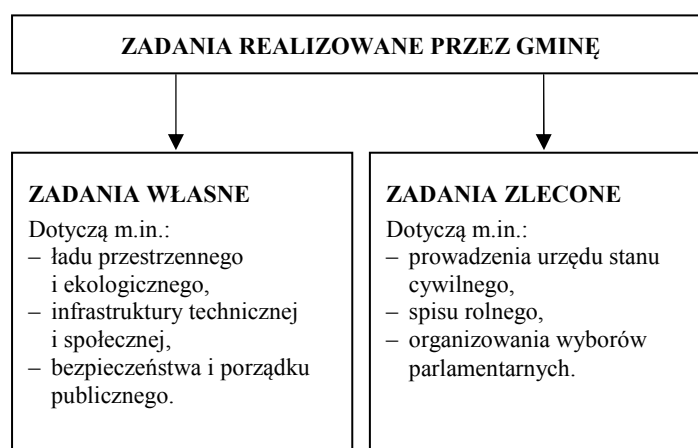 ZADANIA REALIZOWANE PRZEZ GMINĘ
ZADANIA WŁASNE
Dotyczą m.in.:
– ładu przestrzennego
i ekologicznego,
– infrastruktury technicznej
i społecznej,
– bezpieczeństwa i porządku
publicznego.
ZADANIA ZLECONE
Dotyczą m.in.:
– prowadzenia urzędu stanu
cywilnego,
– spisu rolnego,
– organizowania wyborów
parlamentarnych.